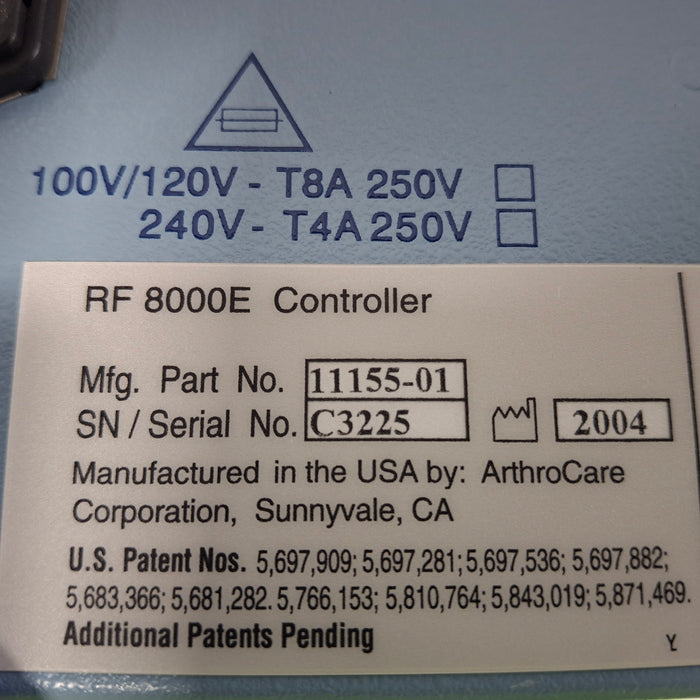 100V/120V - T8A 250V
240V - T4A 250V
RF 8000E Controller
Mfg. Part No. 11155-01
SN / Serial No. C3225 2004
Manufactured in the USA by: ArthroCare
Corporation, Sunnyvale, CA
U.S. Patent Nos. 5,697,909; 5,697,281; 5,697,536; 5,697,882;
5,683,366; 5,681,282. 5,766,153; 5,810,764; 5,843,019; 5,871,469.
Additional Patents Pending
Y